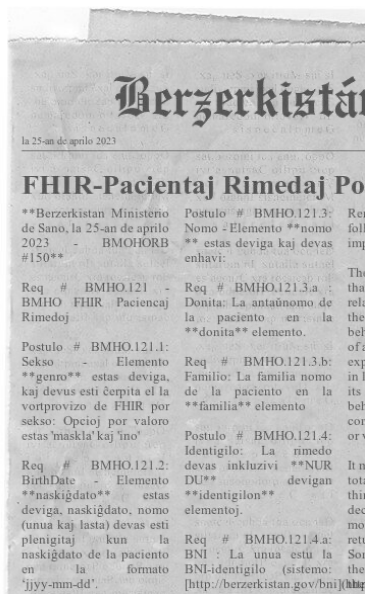 Berzerkistán
la 25-an de aprilo 2023
FHIR-Pacientaj Rimedaj Po
**Berzerkistan Ministerio
de Sano, la 25-an de aprilo
2023 - BMOHORB
#150**
Req # BMHO.121 -
BMHO FHIR Paciencaj
Rimedoj
Postulo # BMHO.121.1:
Sekso - Elemento
**genro** estas deviga,
kaj devus esti ĉerpita el la
vortprovizo de FHIR por
sekso: Opcioj por valoro
estas 'maskla' kaj 'ino'
Req # BMHO.121.2:
BirthDate - Elemento
**naskiĝdato** estas
deviga, naskiĝdato, nomo
(unua kaj lasta) devas esti
plenigitaj kun la
naskiĝdato de la paciento
en la formato
'jjyy-mm-dd'.
Postulo # BMHO.121.3:
Nomo - Elemento **nomo
** estas deviga kaj devas
enhavi:
Req # BMHO.121.3.a :
Donita: La antaŭnomo de
la paciento en la
**donita** elemento.
Req # BMHO.121.3.b:
Familio: La familia nomo
de la paciento en la
**familia** elemento
Postulo # BMHO.121.4:
Identigilo: La rimedo
devas inkluzivi **NUR
DU** devigan
**identigilon**
elementoj.
Req # BMHO.121.4.a:
BNI : La unua estu la
BNI-identigilo (sistemo:
[http://berzerkistan.gov/bni]